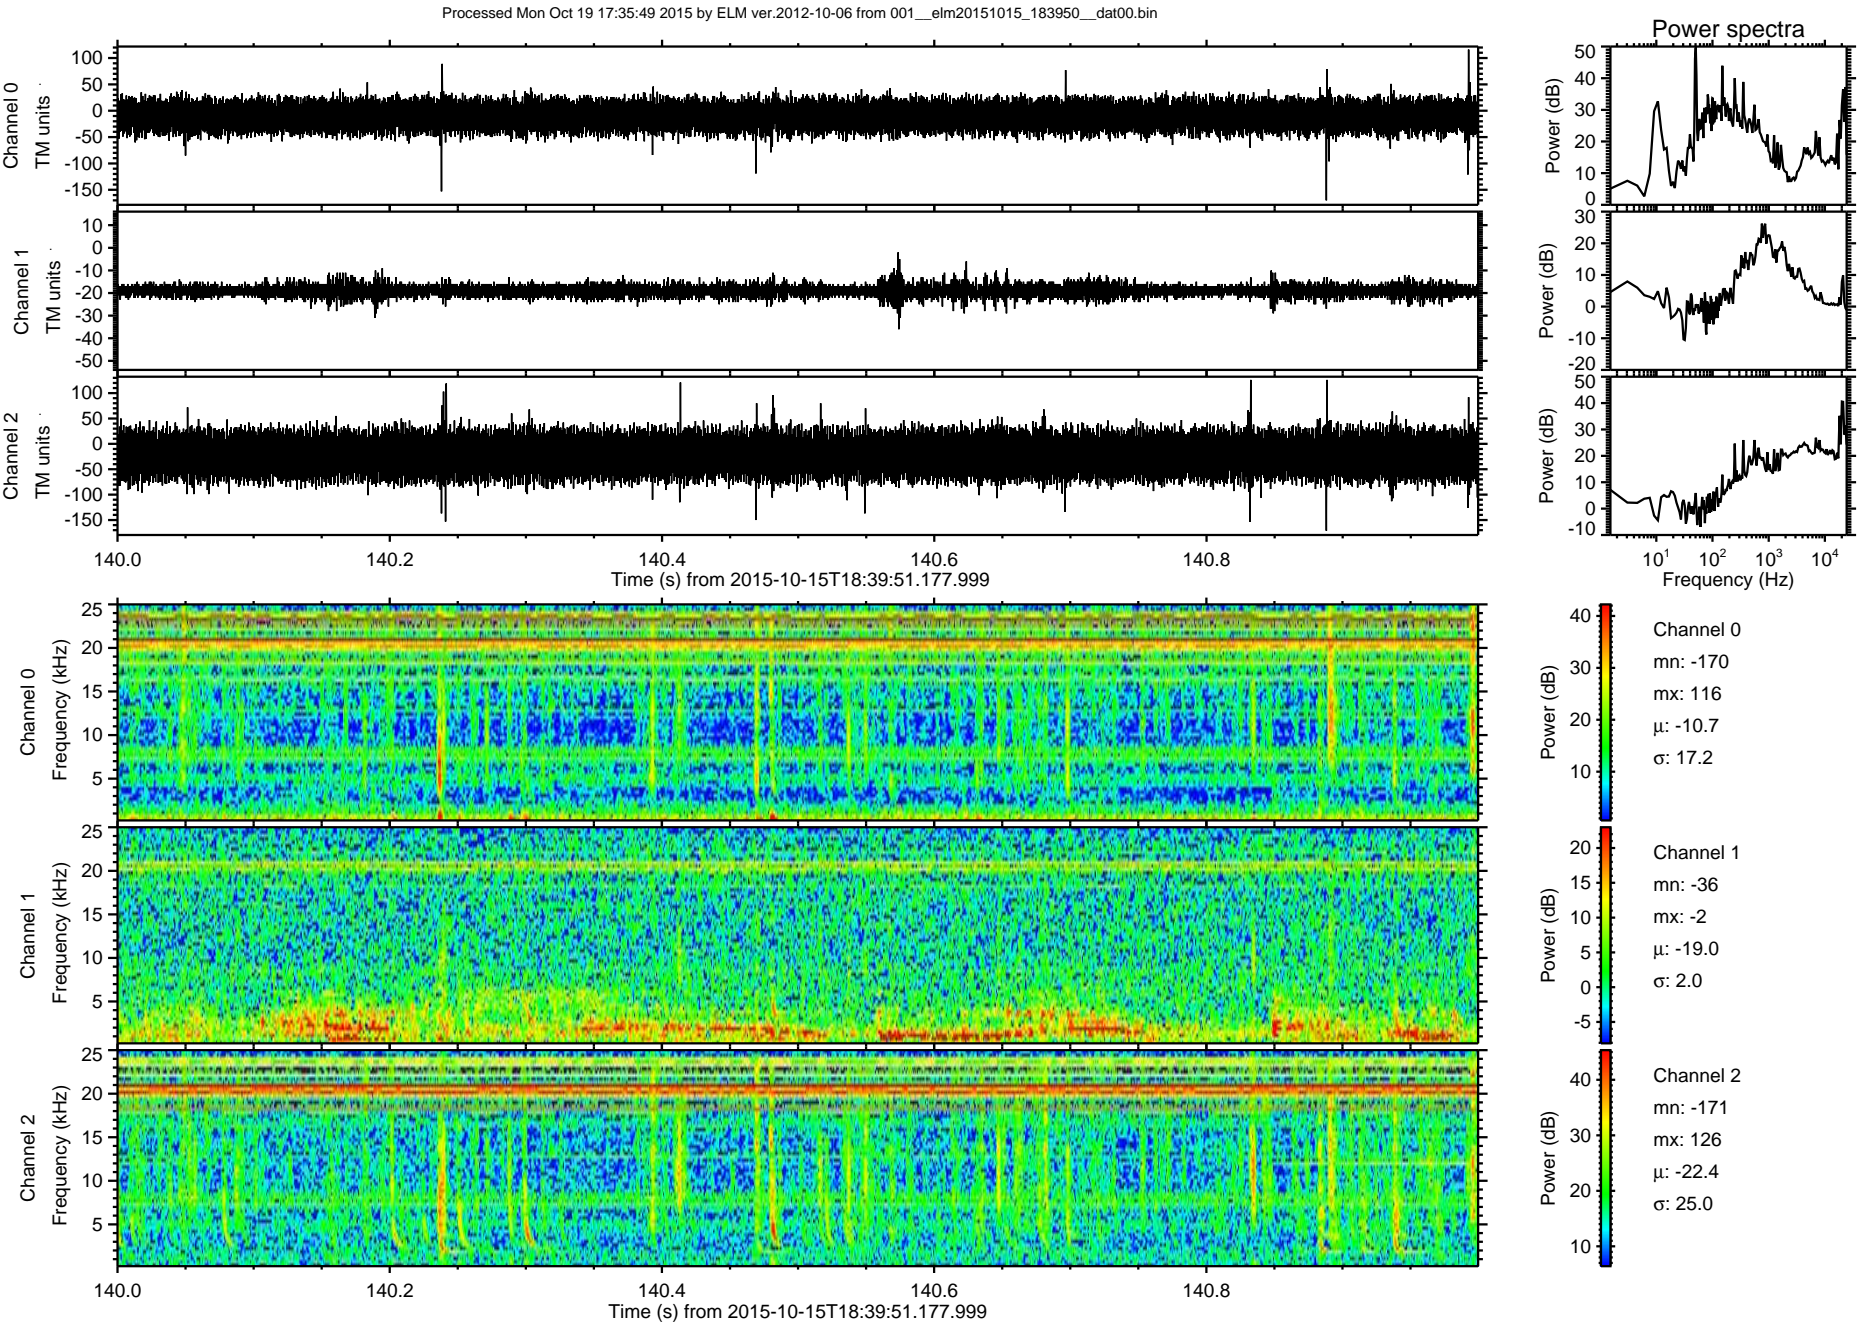 Processed Mon Oct 19 17:35:49 2015 by ELM ver.2012-10-06 from 001__elm20151015_183950__dat00.bin
Power spectra
Channel 0
TM units
100
50
0
-50
-100
-150
Power (dB)
50
40
30
20
10
0
Channel 1
TM units
10
0
-10
-20
-30
-40
-50
Power (dB)
30
20
10
0
-10
-20
Channel 2
TM units
100
50
0
-50
-100
-150
Power (dB)
50
40
30
20
10
0
-10
140.0 140.2 140.4 140.6 140.8
Time (s) from 2015-10-15T18:39:51.177.999
10¹ 10² 10³ 10⁴
Frequency (Hz)
Channel 0
Frequency (kHz)
25
20
15
10
5
Power (dB)
40
30
20
10
Channel 0
mn: -170
mx: 116
μ: -10.7
σ: 17.2
Channel 1
Frequency (kHz)
25
20
15
10
5
Power (dB)
20
15
10
5
0
-5
Channel 1
mn: -36
mx: -2
μ: -19.0
σ: 2.0
Channel 2
Frequency (kHz)
25
20
15
10
5
Power (dB)
40
30
20
10
Channel 2
mn: -171
mx: 126
μ: -22.4
σ: 25.0
140.0 140.2 140.4 140.6 140.8
Time (s) from 2015-10-15T18:39:51.177.999